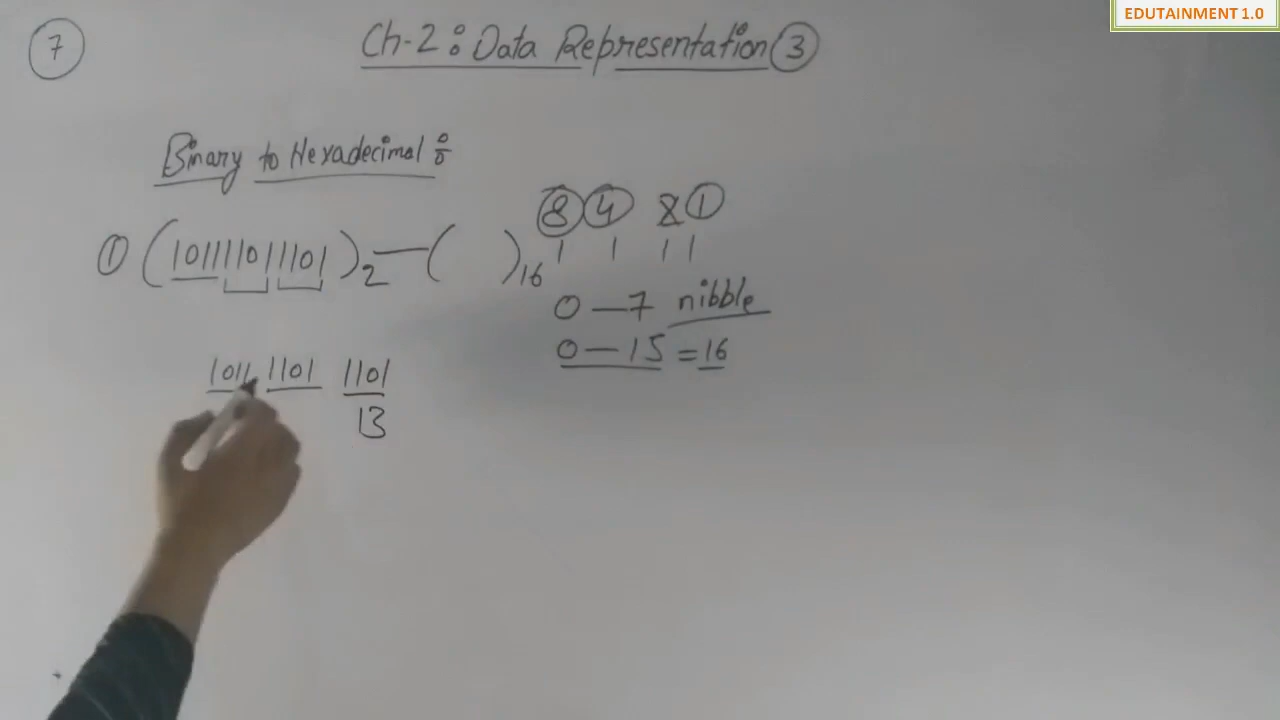 EDUTAINMENT 1.0
7
Ch-2 : Data Representation 3
Binary to Hexadecimal :
8 4 2 1
1 1 1 1
① (101111011101)₂ — ( )₁₆
0 — 7 nibble
0 — 15 = 16
1011 1101 1101
13